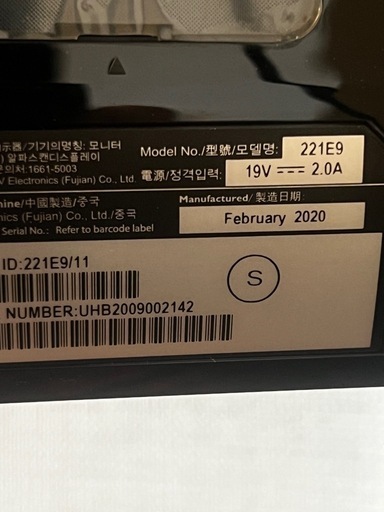 示器/기기의명칭: 모니터
) 알파스캔디스플레이
문의처:1661-5003
V Electronics (Fujian) Co., Ltd.
Model No./型號/모델명: 221E9
電源/정격입력: 19V 2.0A
hine/中國製造/중국
nics (Fujian) Co., Ltd./중국
Serial No.: Refer to barcode label
Manufactured/ 製造日期:
February 2020
ID:221E9/11
S
NUMBER:UHB2009002142